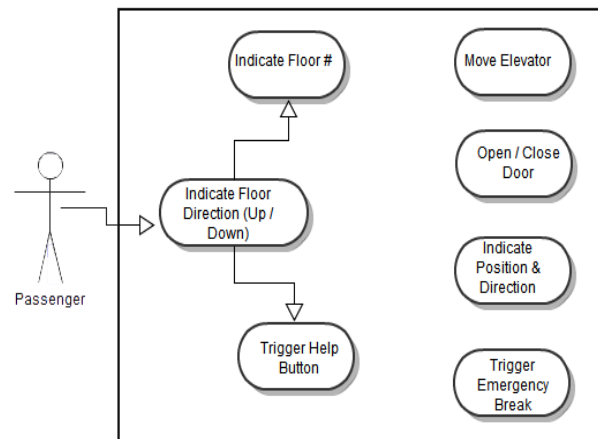 Indicate Floor #
Move Elevator
Open / Close
Door
Indicate Floor
Direction (Up /
Down)
Passenger
Indicate
Position &
Direction
Trigger Help
Button
Trigger
Emergency
Break